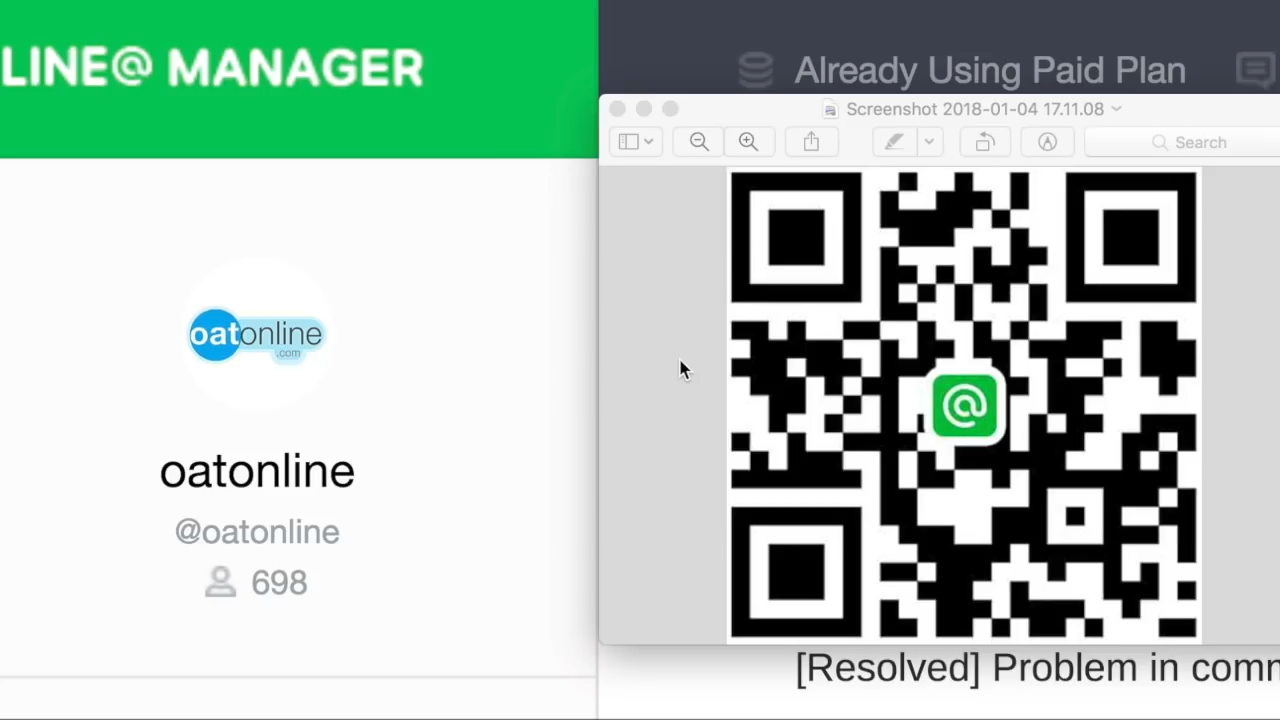 LINE@ MANAGER
oatonline
.com
oatonline
@oatonline
698
Already Using Paid Plan
Screenshot 2018-01-04 17.11.08
Search
@
[Resolved] Problem in com